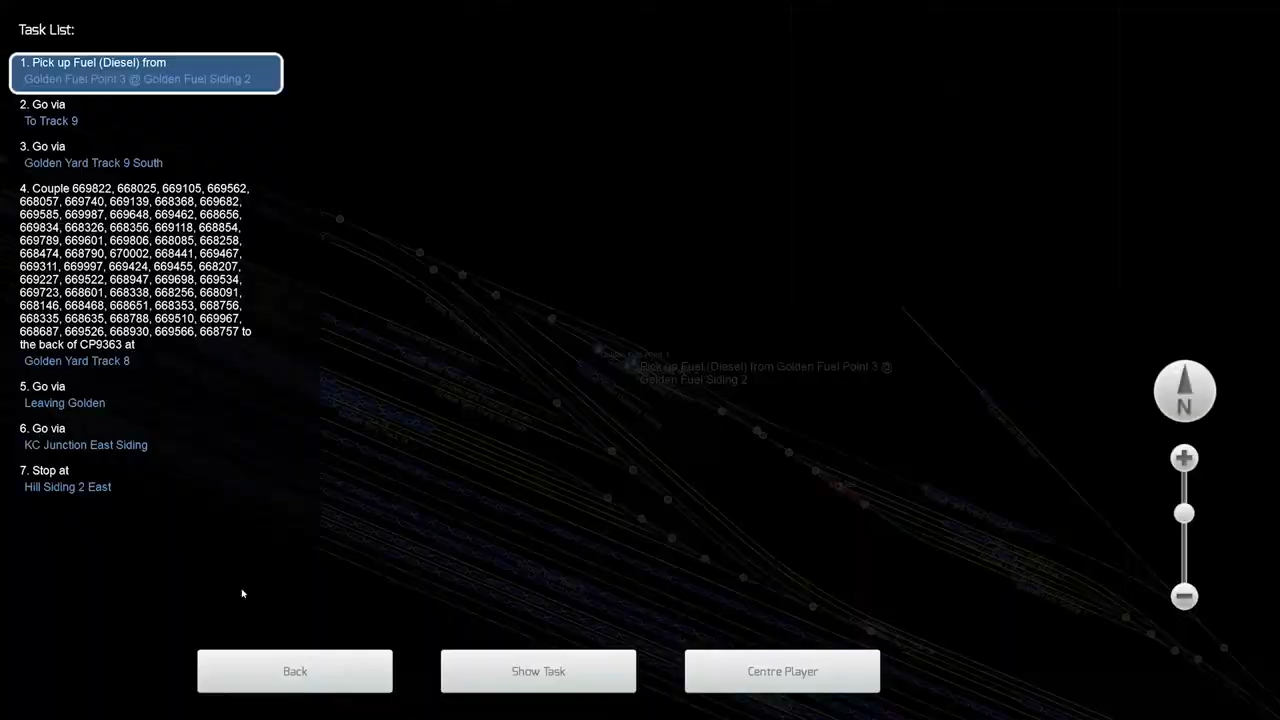 Task List:
1. Pick up Fuel (Diesel) from
Golden Fuel Point 3 @ Golden Fuel Siding 2
2. Go via
To Track 9
3. Go via
Golden Yard Track 9 South
4. Couple 669822, 668025, 669105, 669562,
668057, 669740, 669139, 668368, 669682,
669585, 669987, 669648, 669462, 668656,
669834, 668326, 668356, 669118, 668854,
669789, 669601, 669806, 668085, 668258,
668474, 668790, 670002, 668441, 669467,
669311, 669997, 669424, 669455, 668207,
669227, 669522, 668947, 669698, 669534,
669723, 668601, 668338, 668256, 668091,
668146, 668468, 668651, 668353, 668756,
668335, 668635, 668788, 669510, 669967,
668687, 669526, 668930, 669566, 668757 to
the back of CP9363 at
Golden Yard Track 8
5. Go via
Leaving Golden
6. Go via
KC Junction East Siding
7. Stop at
Hill Siding 2 East
Pick up Fuel (Diesel) from Golden Fuel Point 3 @
Golden Fuel Siding 2
N
Back
Show Task
Centre Player